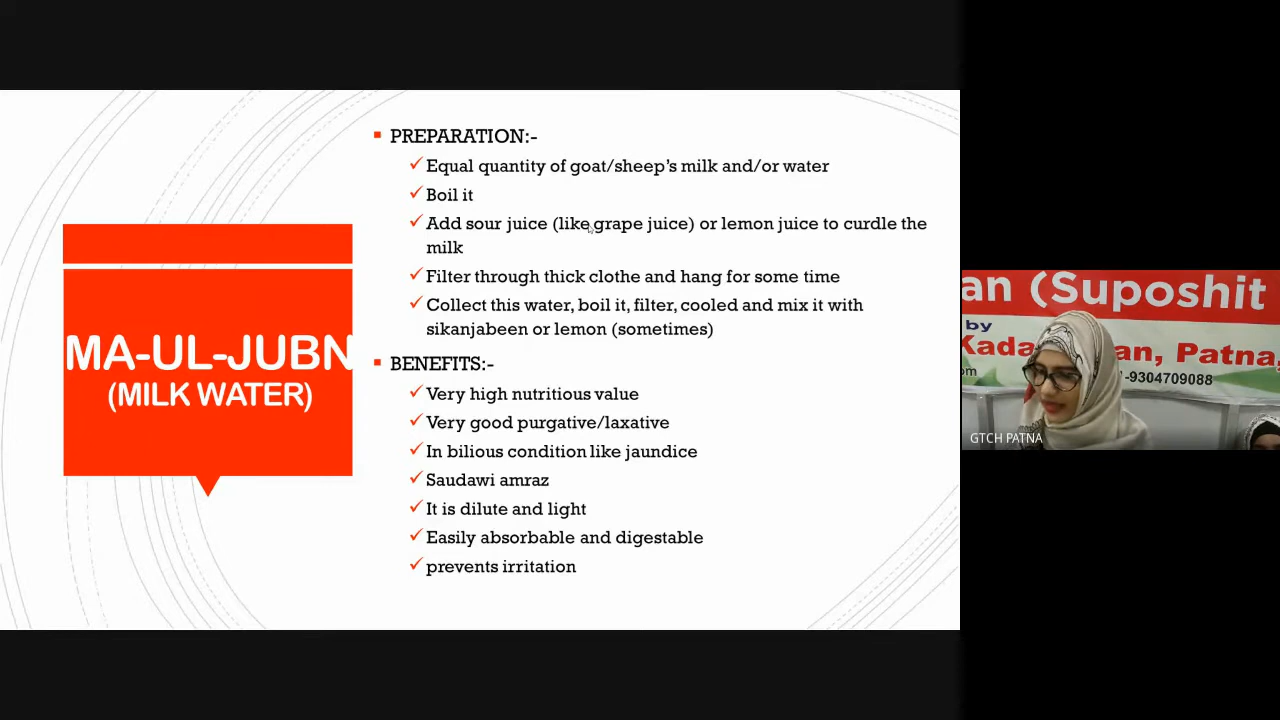 PREPARATION:-
Equal quantity of goat/sheep's milk and/or water
Boil it
Add sour juice (like grape juice) or lemon juice to curdle the
milk
Filter through thick clothe and hang for some time
Collect this water, boil it, filter, cooled and mix it with
sikanjabeen or lemon (sometimes)
MA-UL-JUBN
(MILK WATER)
BENEFITS:-
Very high nutritious value
Very good purgative/laxative
In bilious condition like jaundice
Saudawi amraz
It is dilute and light
Easily absorbable and digestable
prevents irritation
an (Suposhit
by
Kada an, Patna,
om
-9304709088
GTCH PATNA